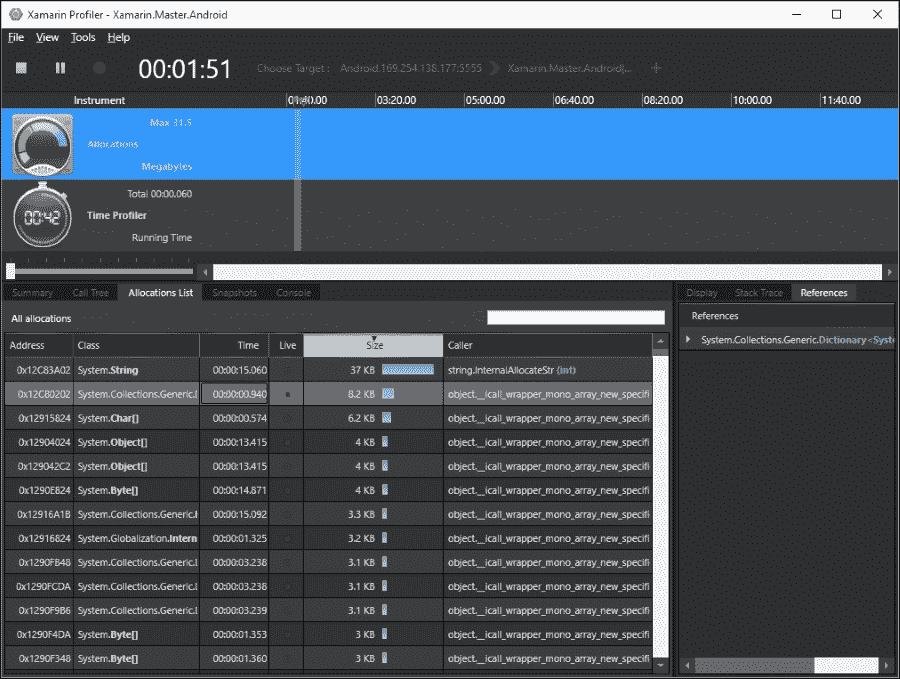 Xamarin Profiler - Xamarin.Master.Android
File View Tools Help
00:01:51 Choose Target : Android.169.254.138.177:5555 Xamarin.Master.Android(...
Instrument 01:40.00 03:20.00 05:00.00 06:40.00 08:20.00 10:00.00 11:40.00
Max 31.5
Allocations
Megabytes
Total 00:00.060
00:42 Time Profiler
Running Time
Summary Call Tree Allocations List Snapshots Console Display Stack Trace References
All allocations References
Address Class Time Live Size Caller
System.Collections.Generic.Dictionary<Syst
0x12C83A02 System.String 00:00:15.060 37 KB string.InternalAllocateStr (int)
0x12C80202 System.Collections.Generic.I 00:00:00.940 8.2 KB object.__icall_wrapper_mono_array_new_specifi
0x12915824 System.Char[] 00:00:00.574 6.2 KB object.__icall_wrapper_mono_array_new_specifi
0x12904024 System.Object[] 00:00:13.415 4 KB object.__icall_wrapper_mono_array_new_specifi
0x129042C2 System.Object[] 00:00:13.415 4 KB object.__icall_wrapper_mono_array_new_specifi
0x1290E824 System.Byte[] 00:00:14.871 4 KB object.__icall_wrapper_mono_array_new_specifi
0x12916A1B System.Collections.Generic.I 00:00:15.092 3.3 KB object.__icall_wrapper_mono_array_new_specifi
0x12916824 System.Globalization.Intern 00:00:01.325 3.2 KB object.__icall_wrapper_mono_array_new_specifi
0x1290FB48 System.Collections.Generic.I 00:00:03.238 3.1 KB object.__icall_wrapper_mono_array_new_specifi
0x1290FCDA System.Collections.Generic.I 00:00:03.238 3.1 KB object.__icall_wrapper_mono_array_new_specifi
0x1290F9B6 System.Collections.Generic.I 00:00:03.239 3.1 KB object.__icall_wrapper_mono_array_new_specifi
0x1290F4DA System.Byte[] 00:00:01.353 3 KB object.__icall_wrapper_mono_array_new_specifi
0x1290F348 System.Byte[] 00:00:01.360 3 KB object.__icall_wrapper_mono_array_new_specifi